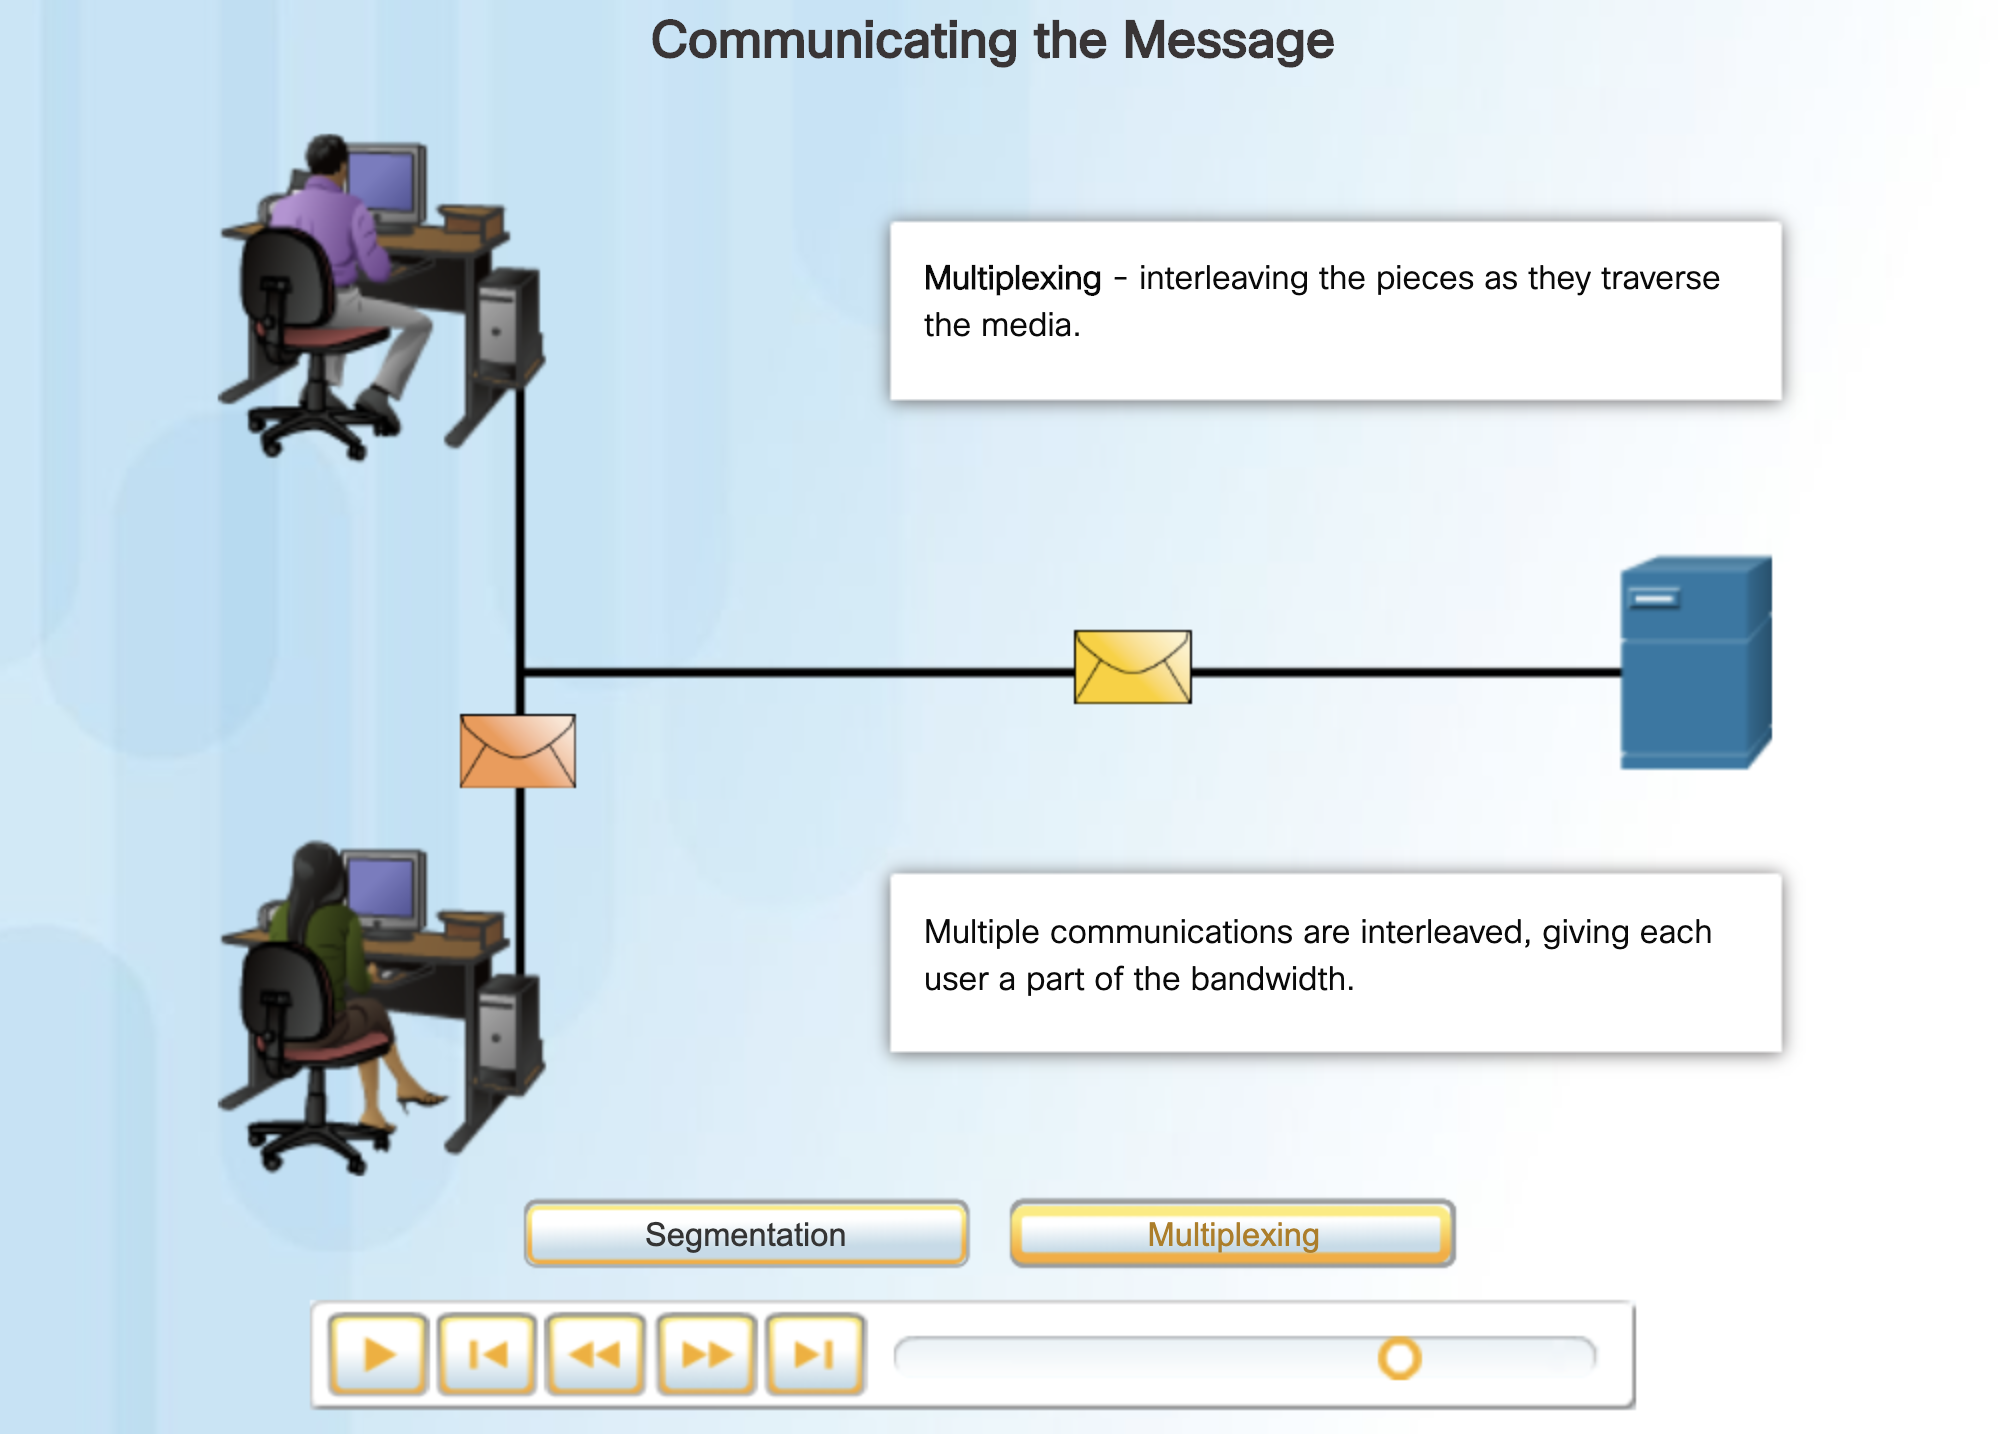 Communicating the Message
Multiplexing - interleaving the pieces as they traverse
the media.
Multiple communications are interleaved, giving each
user a part of the bandwidth.
Segmentation
Multiplexing